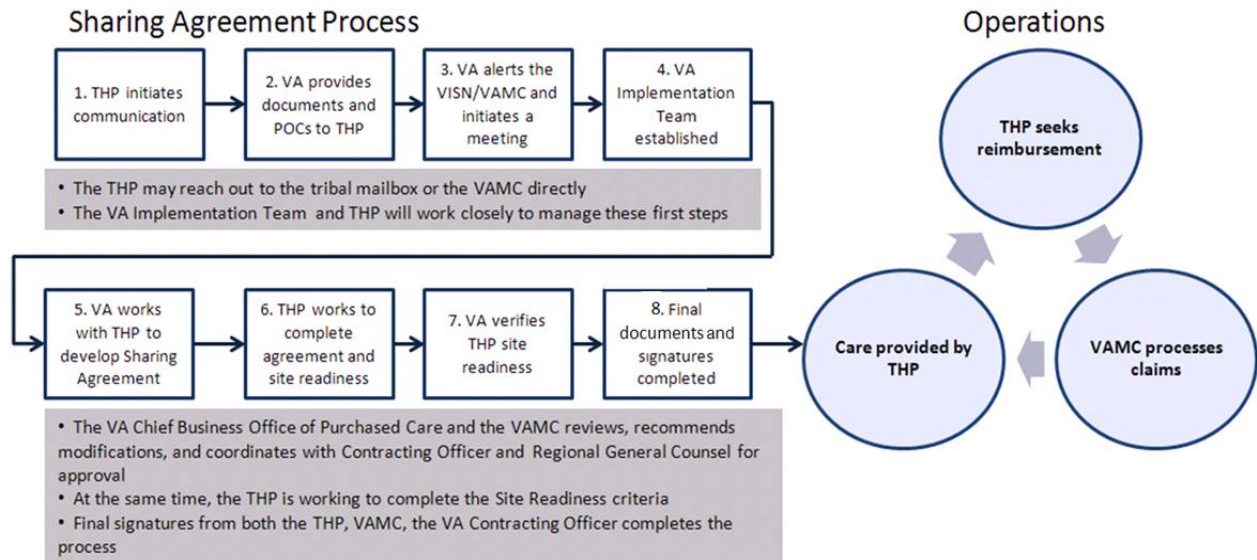 Sharing Agreement Process
Operations
1. THP initiates
communication
2. VA provides
documents and
POCs to THP
3. VA alerts the
VISN/VAMC and
initiates a
meeting
4. VA
Implementation
Team
established
• The THP may reach out to the tribal mailbox or the VAMC directly
• The VA Implementation Team and THP will work closely to manage these first steps
5. VA works
with THP to
develop Sharing
Agreement
6. THP works to
complete
agreement and
site readiness
7. VA verifies
THP site
readiness
8. Final
documents and
signatures
completed
• The VA Chief Business Office of Purchased Care and the VAMC reviews, recommends
modifications, and coordinates with Contracting Officer and Regional General Counsel for
approval
• At the same time, the THP is working to complete the Site Readiness criteria
• Final signatures from both the THP, VAMC, the VA Contracting Officer completes the
process
THP seeks
reimbursement
Care provided by
THP
VAMC processes
claims